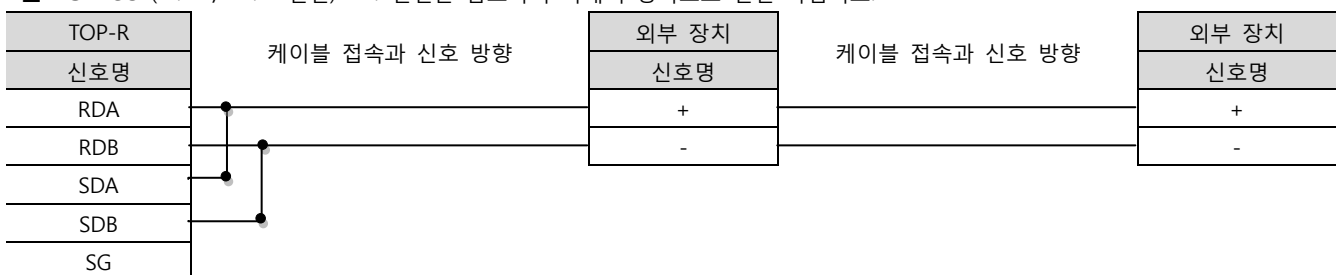 TOP-R 케이블 접속과 신호 방향 외부 장치 케이블 접속과 신호 방향 외부 장치
신호명 신호명 신호명
RDA + +
RDB - -
SDA
SDB
SG